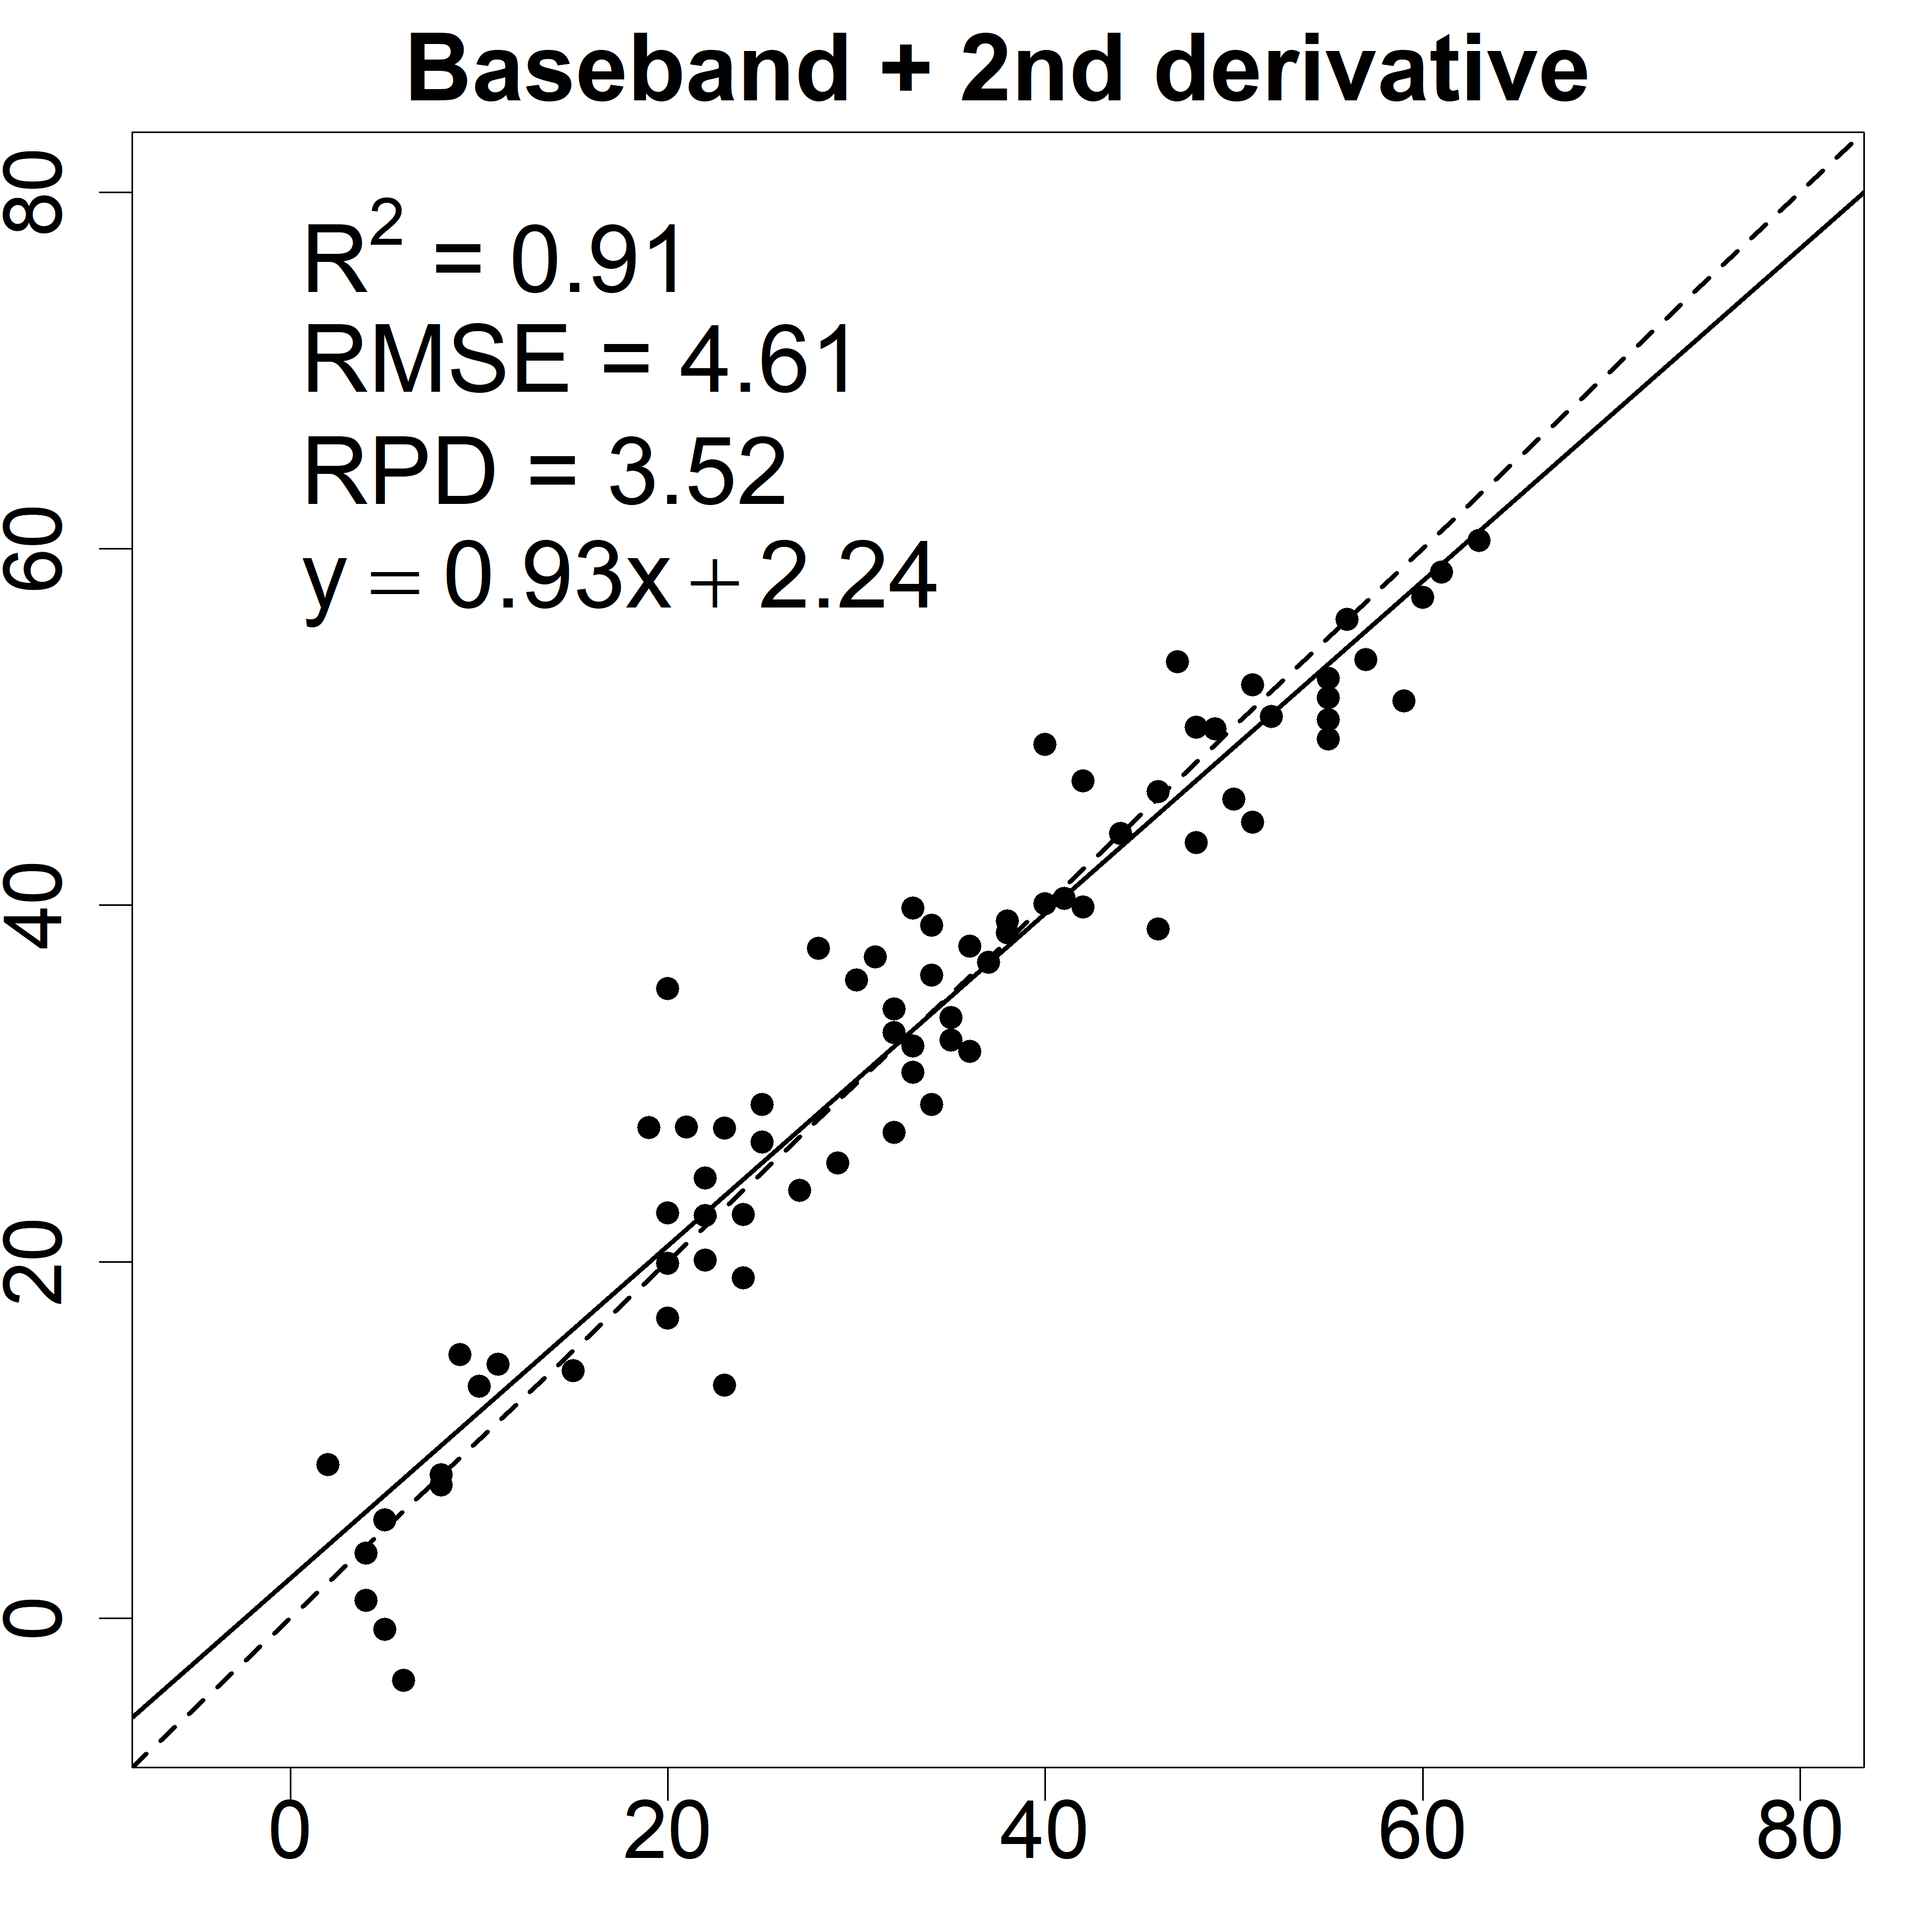 Baseband + 2nd derivative
R² = 0.91
RMSE = 4.61
RPD = 3.52
y = 0.93x + 2.24
80
60
40
20
0
0 20 40 60 80